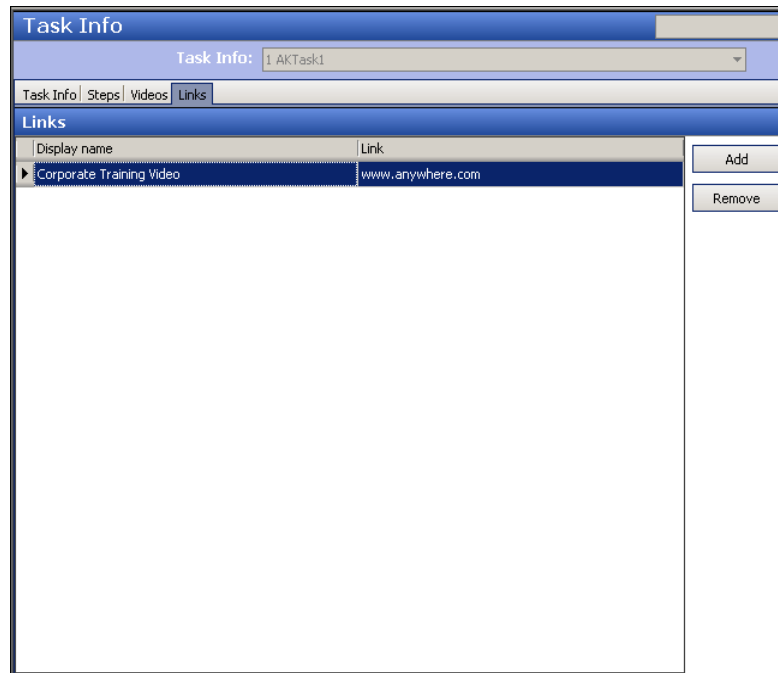 Task Info
Task Info: 1 AKTask1
Task Info Steps Videos Links
Links
Display name Link
Corporate Training Video www.anywhere.com
Add
Remove